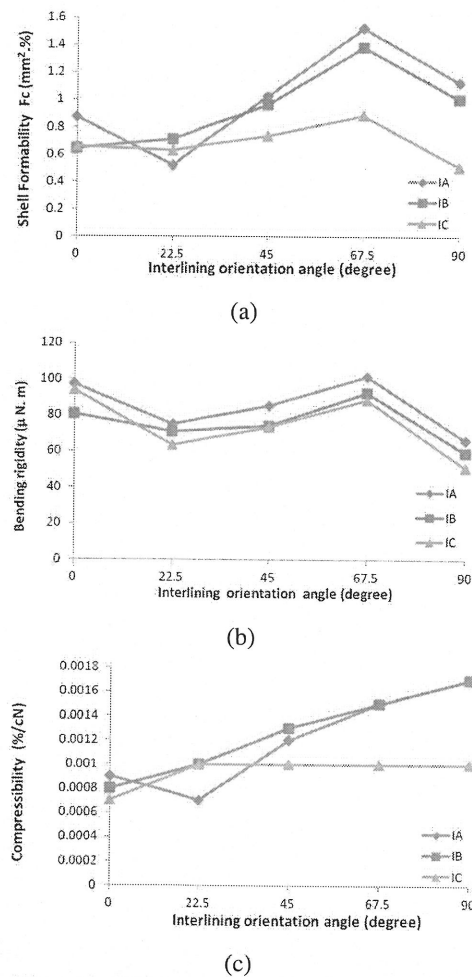 1.6
1.4
1.2
1
0.8
0.6
0.4
0.2
0
Shell Formability Fc (mm².%)
IA
IB
IC
0 22.5 45 67.5 90
Interlining orientation angle (degree)
(a)
120
100
80
60
40
20
0
Bending rigidity (µ N. m)
IA
IB
IC
0 22.5 45 67.5 90
Interlining orientation angle (degree)
(b)
0.0018
0.0016
0.0014
0.0012
0.001
0.0008
0.0006
0.0004
0.0002
0
Compressibility (%/cN)
IA
IB
IC
0 22.5 45 67.5 90
Interlining orientation angle (degree)
(c)